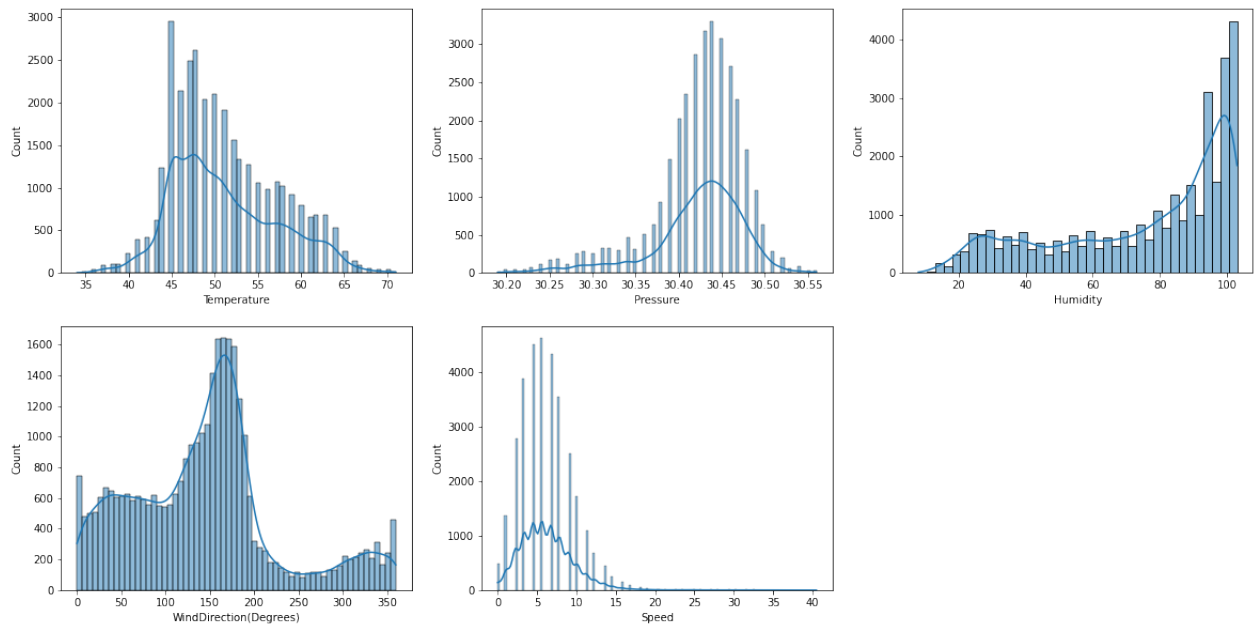 3000
2500
2000
1500
1000
500
0
Count
35 40 45 50 55 60 65 70
Temperature
3000
2500
2000
1500
1000
500
0
Count
30.20 30.25 30.30 30.35 30.40 30.45 30.50 30.55
Pressure
4000
3000
2000
1000
0
Count
20 40 60 80 100
Humidity
1600
1400
1200
1000
800
600
400
200
0
Count
0 50 100 150 200 250 300 350
WindDirection(Degrees)
4000
3000
2000
1000
0
Count
0 5 10 15 20 25 30 35 40
Speed